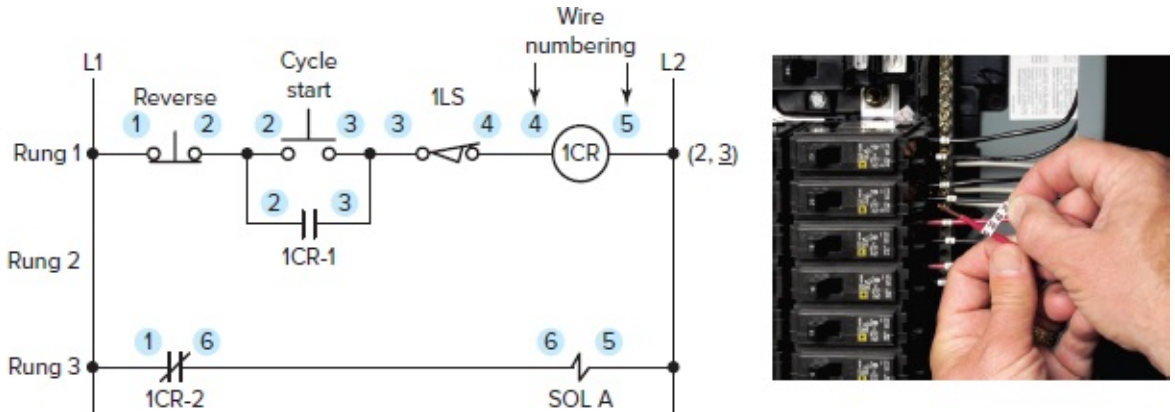 Wire
numbering
L1
Cycle
start
L2
Reverse
1LS
1 2 2 3 3 4 4 5
Rung 1
1CR
(2, 3)
2 3
1CR-1
Rung 2
1 6 6 5
Rung 3
1CR-2
SOL A